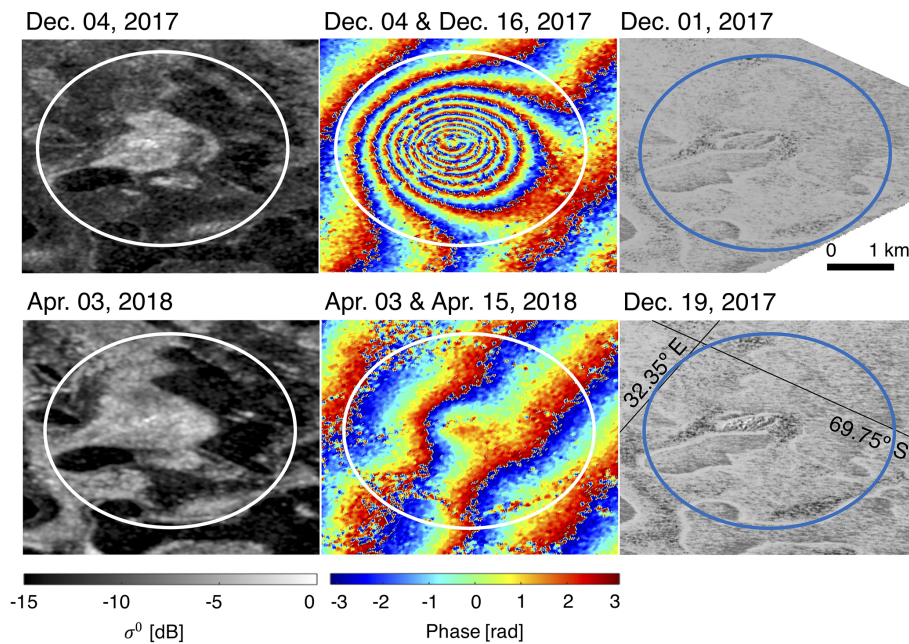 Dec. 04, 2017
Dec. 04 & Dec. 16, 2017
Dec. 01, 2017
0 1 km
Apr. 03, 2018
Apr. 03 & Apr. 15, 2018
Dec. 19, 2017
32.35° E
69.75° S
-15 -10 -5 0
σ⁰ [dB]
-3 -2 -1 0 1 2 3
Phase [rad]